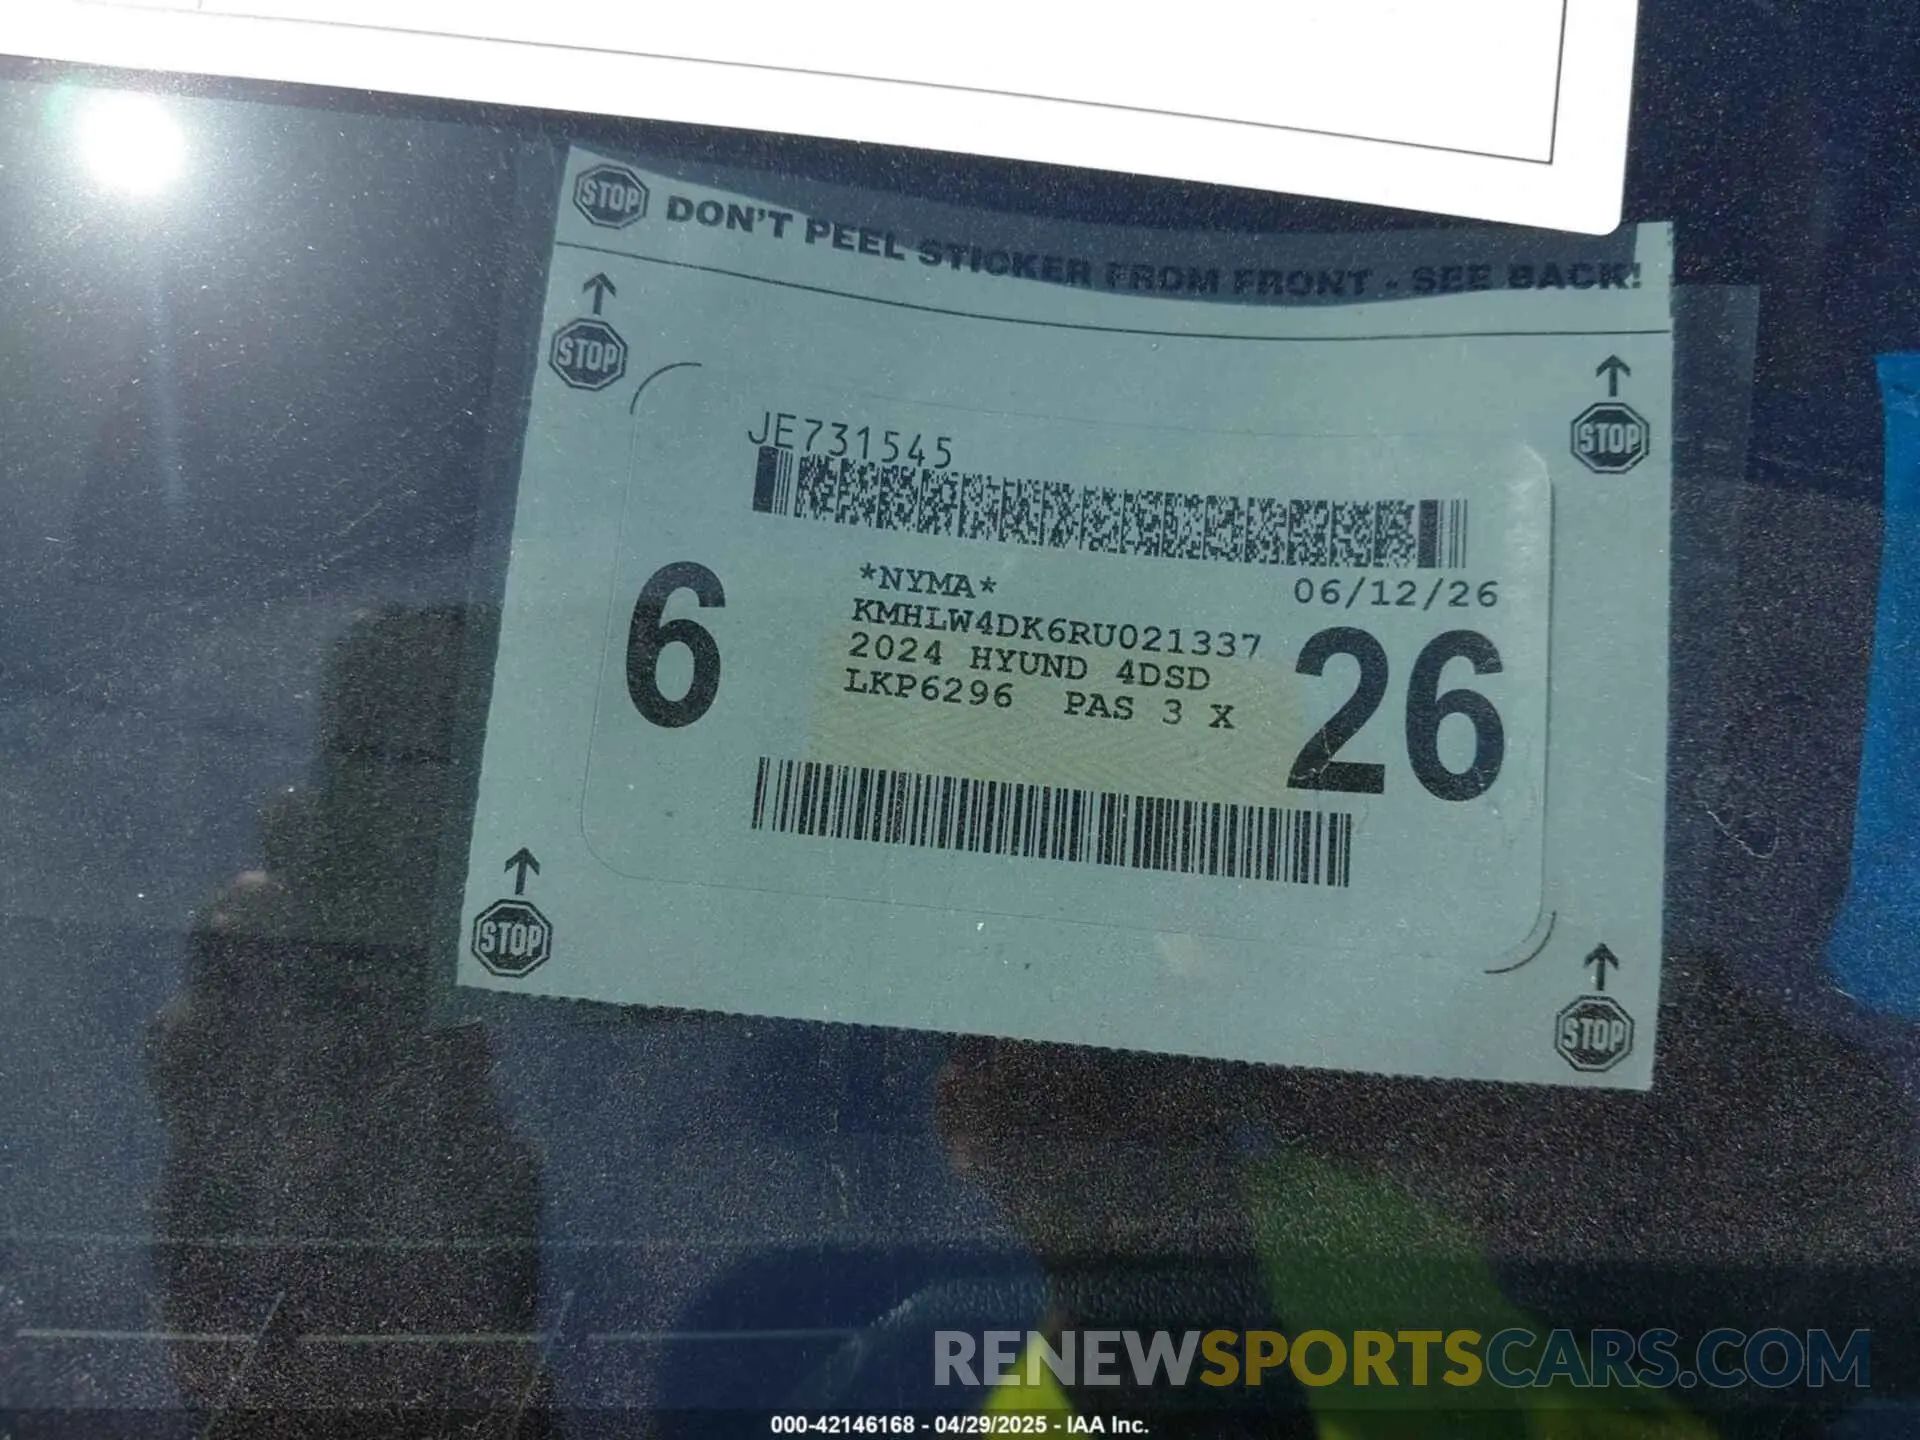 STOP DON'T PEEL STICKER FROM FRONT - SEE BACK!
STOP
STOP
JE731545
*NYMA* 06/12/26
KMHLW4DK6RU021337
6 26
2024 HYUND 4DSD
LKP6296 PAS 3 X
STOP
STOP
RENEWSPORTSCARS.COM
000-42146168 - 04/29/2025 - IAA Inc.